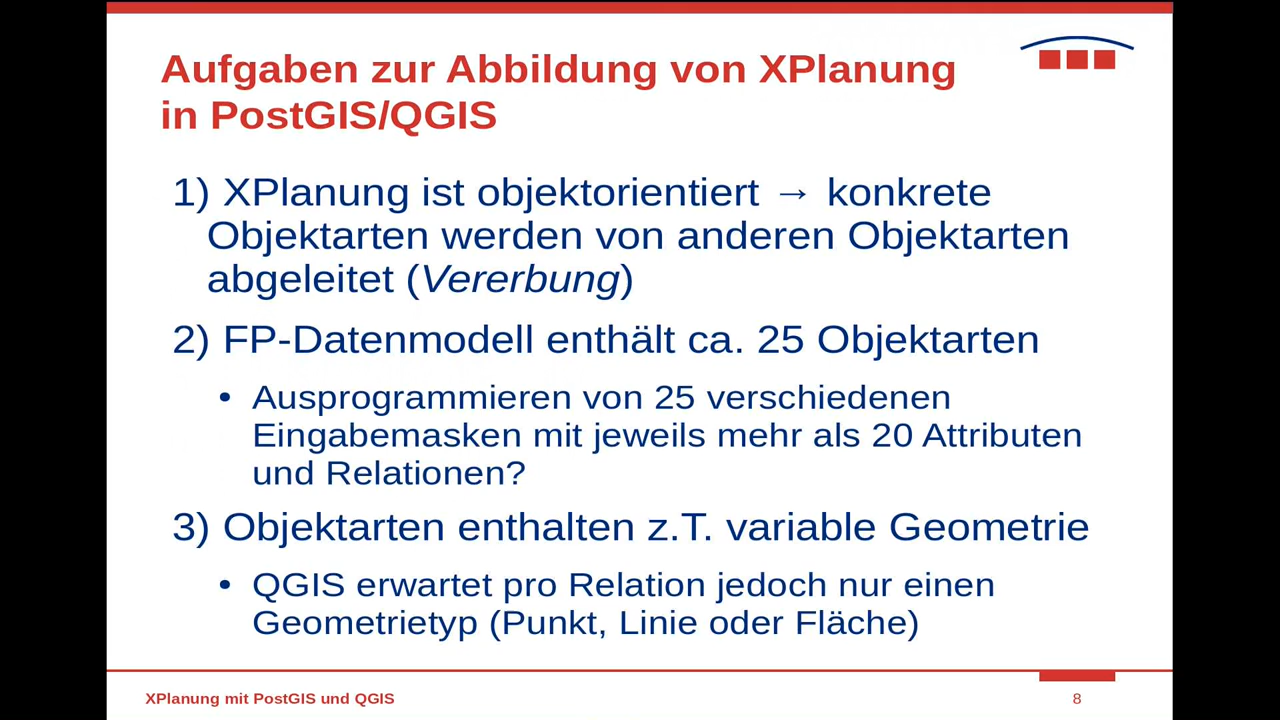 Aufgaben zur Abbildung von XPlanung
in PostGIS/QGIS
1) XPlanung ist objektorientiert → konkrete
Objektarten werden von anderen Objektarten
abgeleitet (Vererbung)
2) FP-Datenmodell enthält ca. 25 Objektarten
• Ausprogrammieren von 25 verschiedenen
Eingabemasken mit jeweils mehr als 20 Attributen
und Relationen?
3) Objektarten enthalten z.T. variable Geometrie
• QGIS erwartet pro Relation jedoch nur einen
Geometrietyp (Punkt, Linie oder Fläche)
XPlanung mit PostGIS und QGIS
8